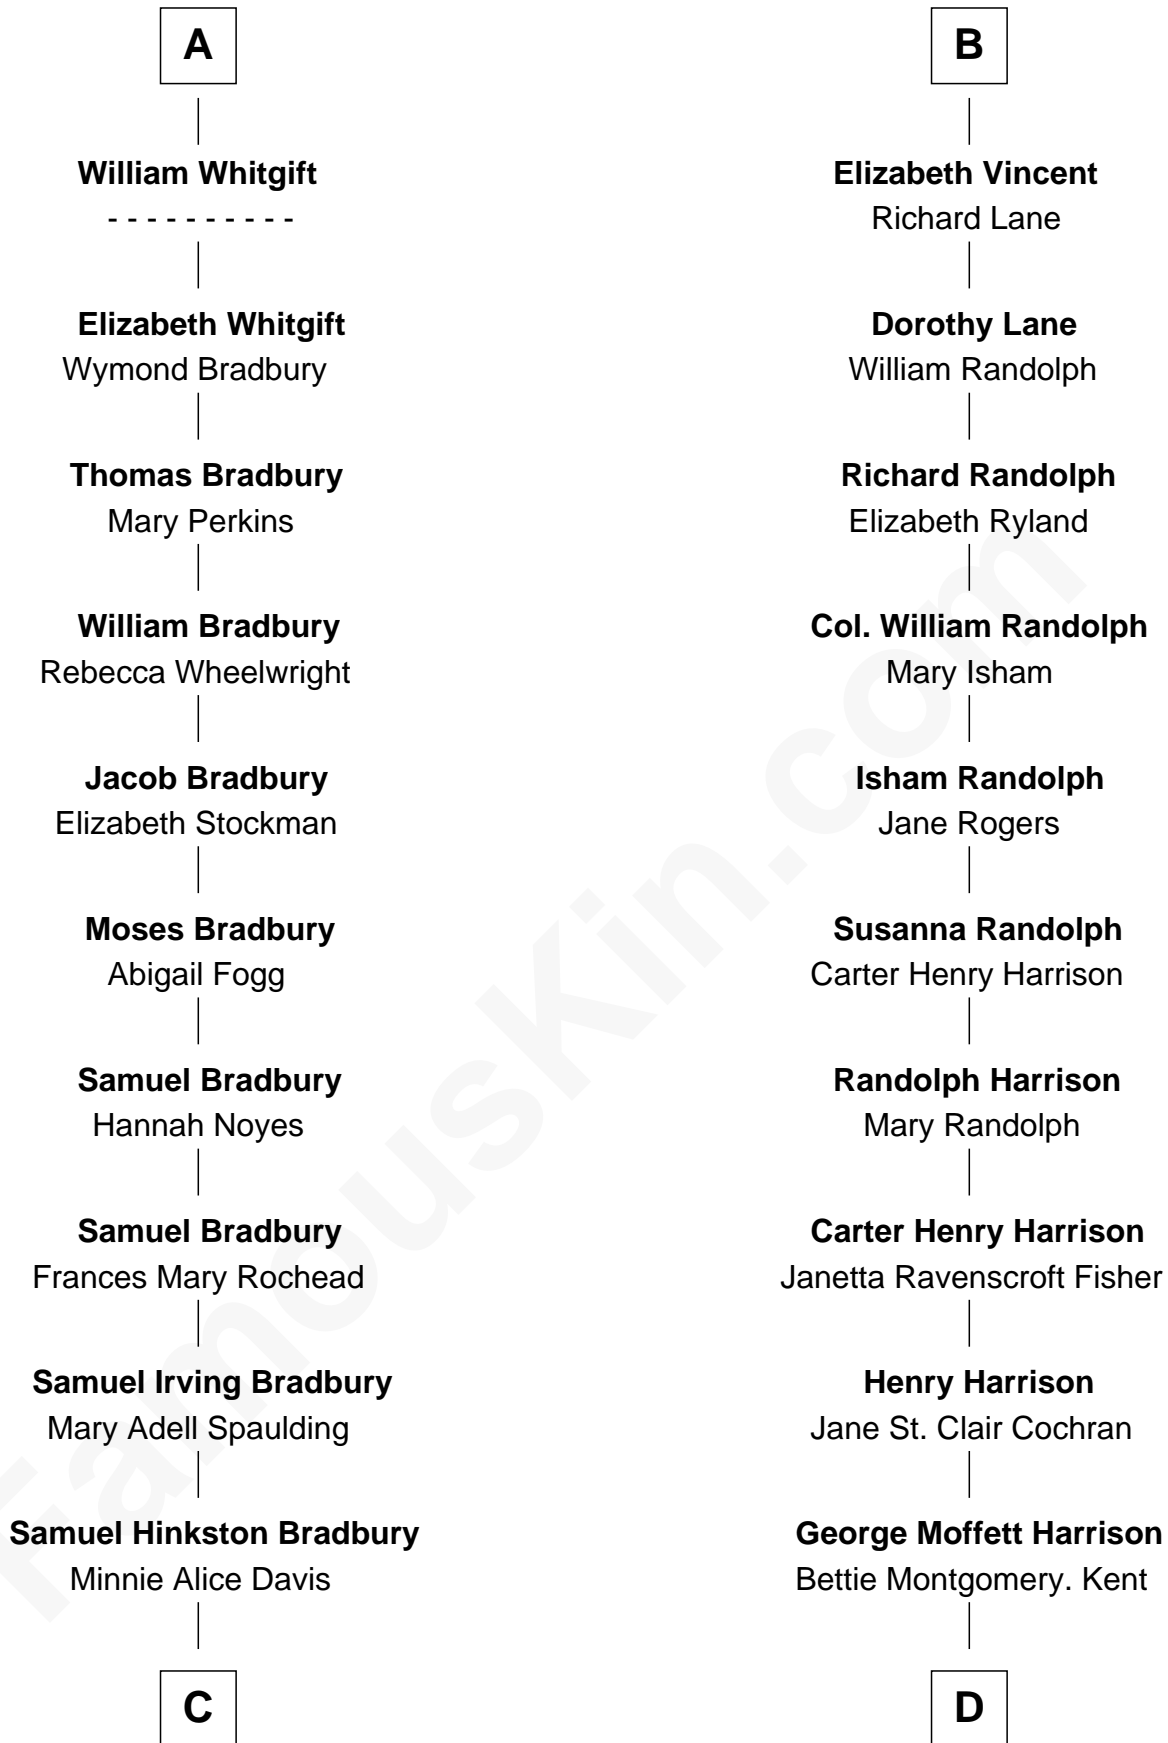 A
William Whitgift
- - - - - - - - - -
Elizabeth Whitgift
Wymond Bradbury
Thomas Bradbury
Mary Perkins
William Bradbury
Rebecca Wheelwright
Jacob Bradbury
Elizabeth Stockman
Moses Bradbury
Abigail Fogg
Samuel Bradbury
Hannah Noyes
Samuel Bradbury
Frances Mary Rochead
Samuel Irving Bradbury
Mary Adell Spaulding
Samuel Hinkston Bradbury
Minnie Alice Davis
C
B
Elizabeth Vincent
Richard Lane
Dorothy Lane
William Randolph
Richard Randolph
Elizabeth Ryland
Col. William Randolph
Mary Isham
Isham Randolph
Jane Rogers
Susanna Randolph
Carter Henry Harrison
Randolph Harrison
Mary Randolph
Carter Henry Harrison
Janetta Ravenscroft Fisher
Henry Harrison
Jane St. Clair Cochran
George Moffett Harrison
Bettie Montgomery. Kent
D
FamousKin.com